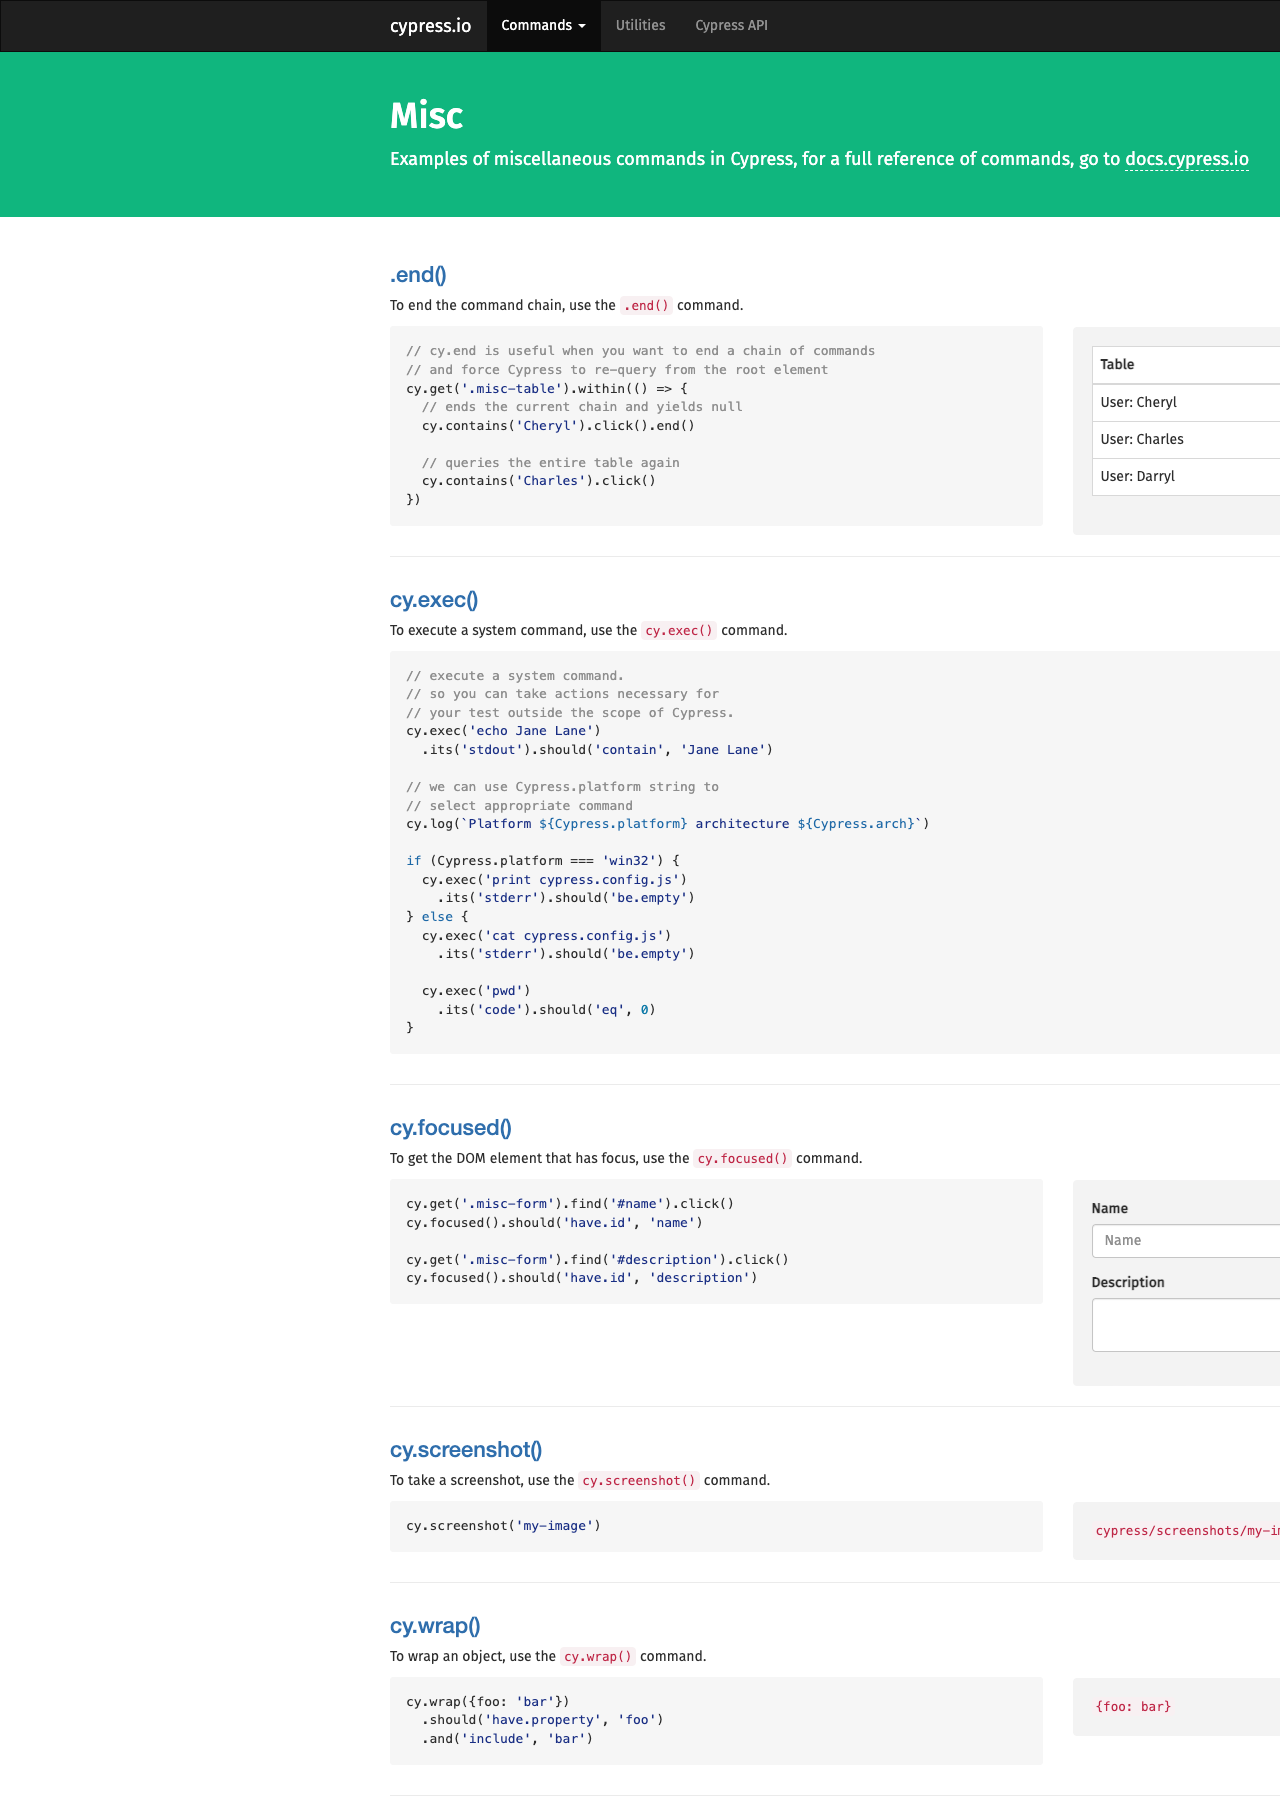 cypress.io Commands Utilities Cypress API
Misc
Examples of miscellaneous commands in Cypress, for a full reference of commands, go to docs.cypress.io
.end()
To end the command chain, use the .end() command.
// cy.end is useful when you want to end a chain of commands
// and force Cypress to re-query from the root element
cy.get('.misc-table').within(() => {
  // ends the current chain and yields null
  cy.contains('Cheryl').click().end()
  // queries the entire table again
  cy.contains('Charles').click()
})
Table
User: Cheryl
User: Charles
User: Darryl
cy.exec()
To execute a system command, use the cy.exec() command.
// execute a system command.
// so you can take actions necessary for
// your test outside the scope of Cypress.
cy.exec('echo Jane Lane')
  .its('stdout').should('contain', 'Jane Lane')
// we can use Cypress.platform string to
// select appropriate command
cy.log(`Platform ${Cypress.platform} architecture ${Cypress.arch}`)
if (Cypress.platform === 'win32') {
  cy.exec('print cypress.config.js')
    .its('stderr').should('be.empty')
} else {
  cy.exec('cat cypress.config.js')
    .its('stderr').should('be.empty')
  cy.exec('pwd')
    .its('code').should('eq', 0)
}
cy.focused()
To get the DOM element that has focus, use the cy.focused() command.
cy.get('.misc-form').find('#name').click()
cy.focused().should('have.id', 'name')
cy.get('.misc-form').find('#description').click()
cy.focused().should('have.id', 'description')
Name
Name
Description
cy.screenshot()
To take a screenshot, use the cy.screenshot() command.
cy.screenshot('my-image')
cy.wrap()
To wrap an object, use the cy.wrap() command.
cy.wrap({foo: 'bar'})
  .should('have.property', 'foo')
  .and('include', 'bar')
{foo: bar}